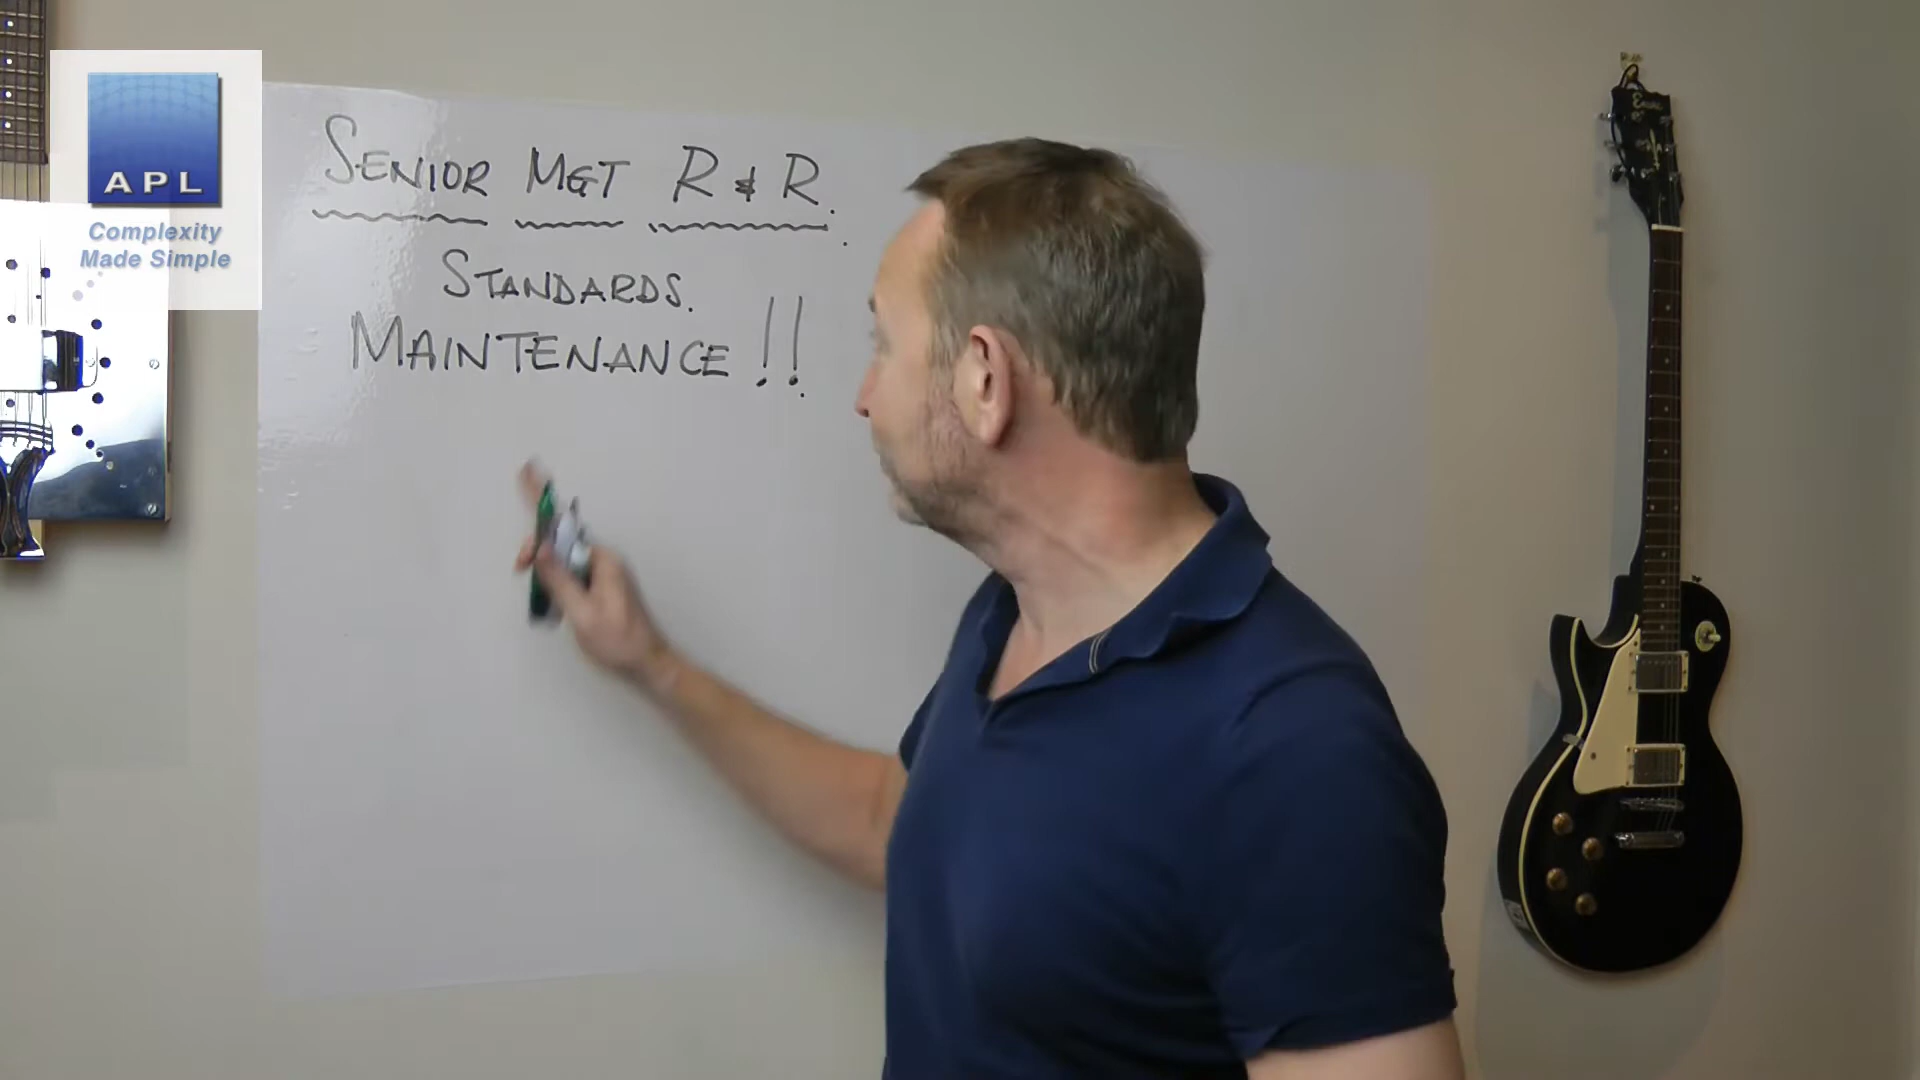 APL
Complexity
Made Simple
SENIOR MGT R & R.
STANDARDS.
MAINTENANCE !!